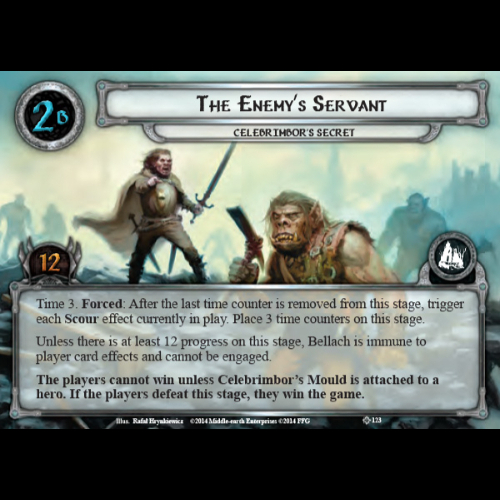 2B
THE ENEMY'S SERVANT
CELEBRIMBOR'S SECRET
12
Time 3. Forced: After the last time counter is removed from this stage, trigger
each Scour effect currently in play. Place 3 time counters on this stage.
Unless there is at least 12 progress on this stage, Bellach is immune to
player card effects and cannot be engaged.
The players cannot win unless Celebrimbor's Mould is attached to a
hero. If the players defeat this stage, they win the game.
Illus. Rafał Hrynkiewicz ©2014 Middle-earth Enterprises ©2014 FFG 123